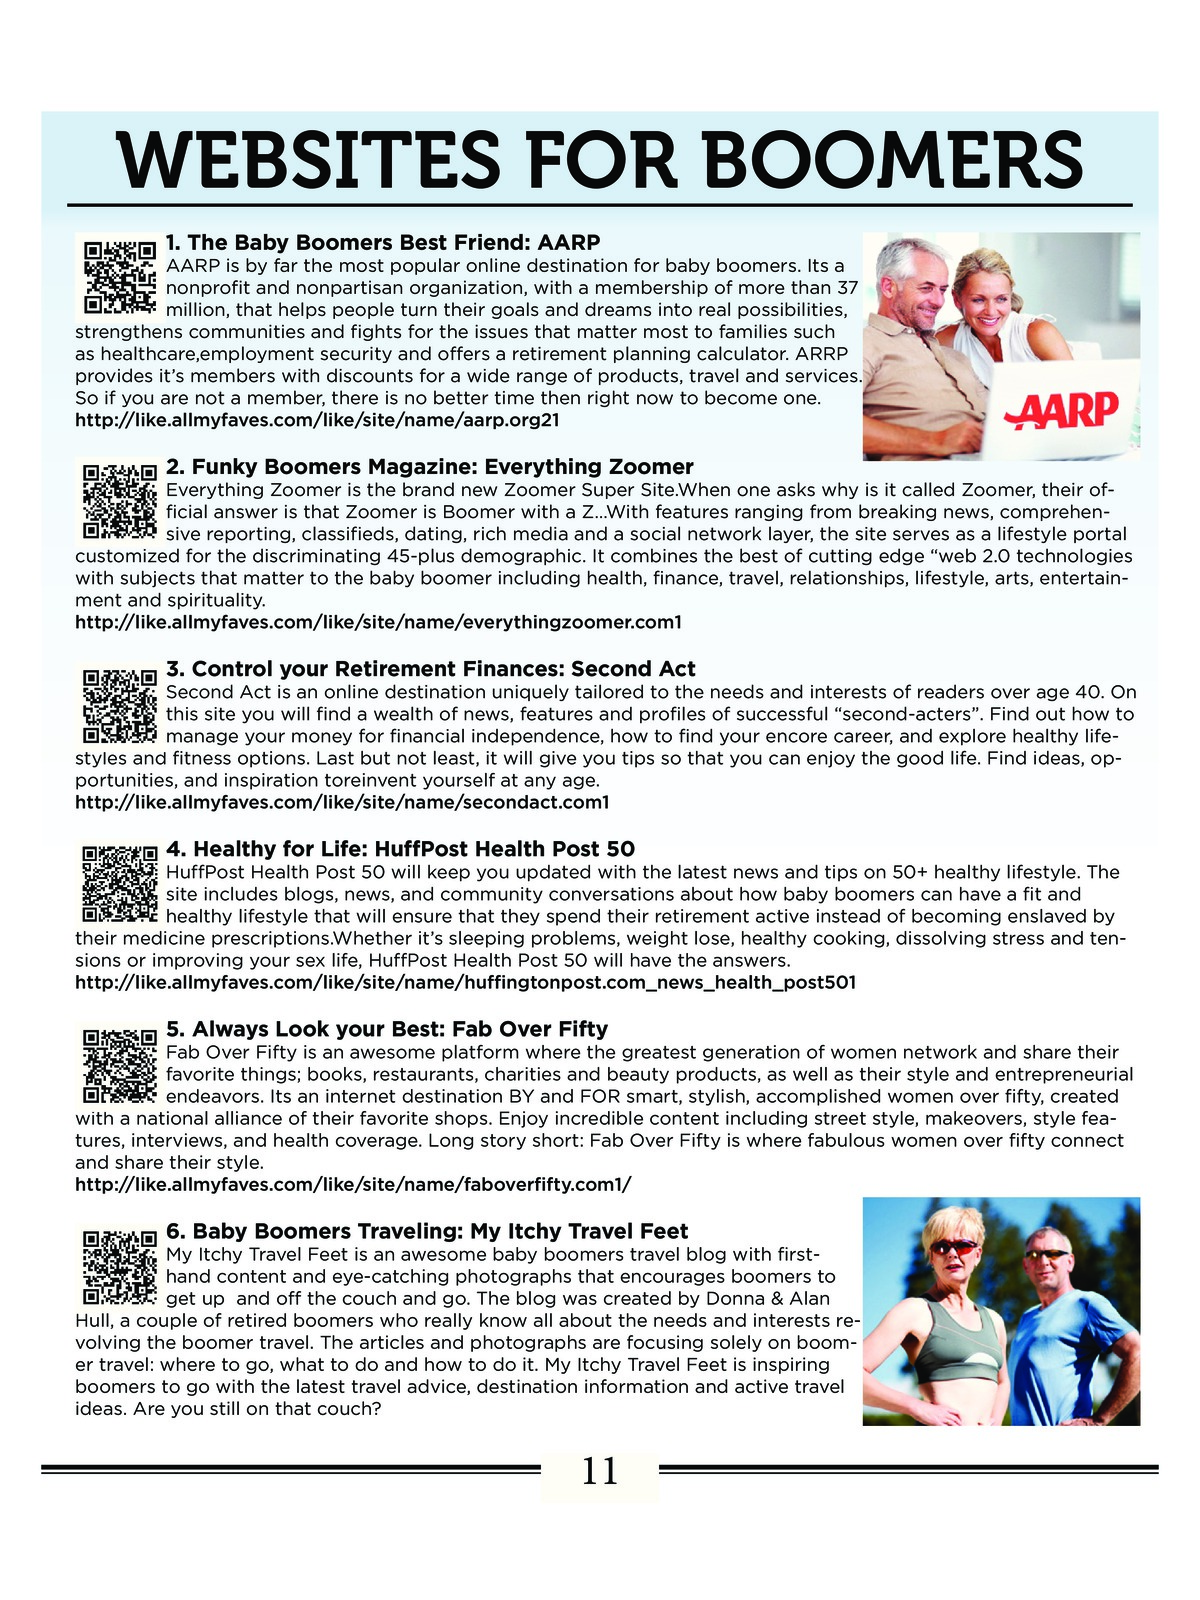 WEBSITES FOR BOOMERS
1. The Baby Boomers Best Friend: AARP
AARP is by far the most popular online destination for baby boomers. Its a
nonprofit and nonpartisan organization, with a membership of more than 37
million, that helps people turn their goals and dreams into real possibilities,
strengthens communities and fights for the issues that matter most to families such
as healthcare,employment security and offers a retirement planning calculator. ARRP
provides it’s members with discounts for a wide range of products, travel and services.
So if you are not a member, there is no better time then right now to become one.
http://like.allmyfaves.com/like/site/name/aarp.org21
AARP
2. Funky Boomers Magazine: Everything Zoomer
Everything Zoomer is the brand new Zoomer Super Site.When one asks why is it called Zoomer, their of-
ficial answer is that Zoomer is Boomer with a Z...With features ranging from breaking news, comprehen-
sive reporting, classifieds, dating, rich media and a social network layer, the site serves as a lifestyle portal
customized for the discriminating 45-plus demographic. It combines the best of cutting edge “web 2.0 technologies
with subjects that matter to the baby boomer including health, finance, travel, relationships, lifestyle, arts, entertain-
ment and spirituality.
http://like.allmyfaves.com/like/site/name/everythingzoomer.com1
3. Control your Retirement Finances: Second Act
Second Act is an online destination uniquely tailored to the needs and interests of readers over age 40. On
this site you will find a wealth of news, features and profiles of successful “second-acters”. Find out how to
manage your money for financial independence, how to find your encore career, and explore healthy life-
styles and fitness options. Last but not least, it will give you tips so that you can enjoy the good life. Find ideas, op-
portunities, and inspiration toreinvent yourself at any age.
http://like.allmyfaves.com/like/site/name/secondact.com1
4. Healthy for Life: HuffPost Health Post 50
HuffPost Health Post 50 will keep you updated with the latest news and tips on 50+ healthy lifestyle. The
site includes blogs, news, and community conversations about how baby boomers can have a fit and
healthy lifestyle that will ensure that they spend their retirement active instead of becoming enslaved by
their medicine prescriptions.Whether it’s sleeping problems, weight lose, healthy cooking, dissolving stress and ten-
sions or improving your sex life, HuffPost Health Post 50 will have the answers.
http://like.allmyfaves.com/like/site/name/huffingtonpost.com_news_health_post501
5. Always Look your Best: Fab Over Fifty
Fab Over Fifty is an awesome platform where the greatest generation of women network and share their
favorite things; books, restaurants, charities and beauty products, as well as their style and entrepreneurial
endeavors. Its an internet destination BY and FOR smart, stylish, accomplished women over fifty, created
with a national alliance of their favorite shops. Enjoy incredible content including street style, makeovers, style fea-
tures, interviews, and health coverage. Long story short: Fab Over Fifty is where fabulous women over fifty connect
and share their style.
http://like.allmyfaves.com/like/site/name/faboverfifty.com1/
6. Baby Boomers Traveling: My Itchy Travel Feet
My Itchy Travel Feet is an awesome baby boomers travel blog with first-
hand content and eye-catching photographs that encourages boomers to
get up and off the couch and go. The blog was created by Donna & Alan
Hull, a couple of retired boomers who really know all about the needs and interests re-
volving the boomer travel. The articles and photographs are focusing solely on boom-
er travel: where to go, what to do and how to do it. My Itchy Travel Feet is inspiring
boomers to go with the latest travel advice, destination information and active travel
ideas. Are you still on that couch?
11